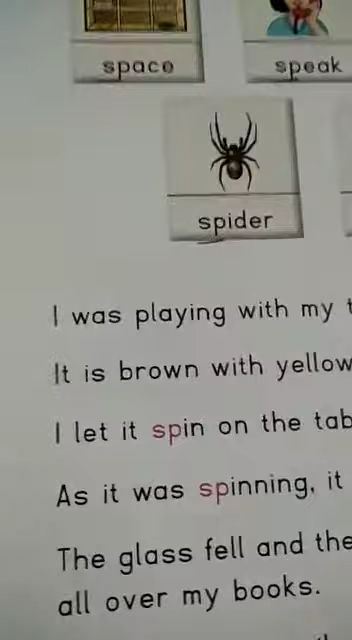 space speak
spider
I was playing with my
It is brown with yellow
I let it spin on the tab
As it was spinning, it
The glass fell and the
all over my books.